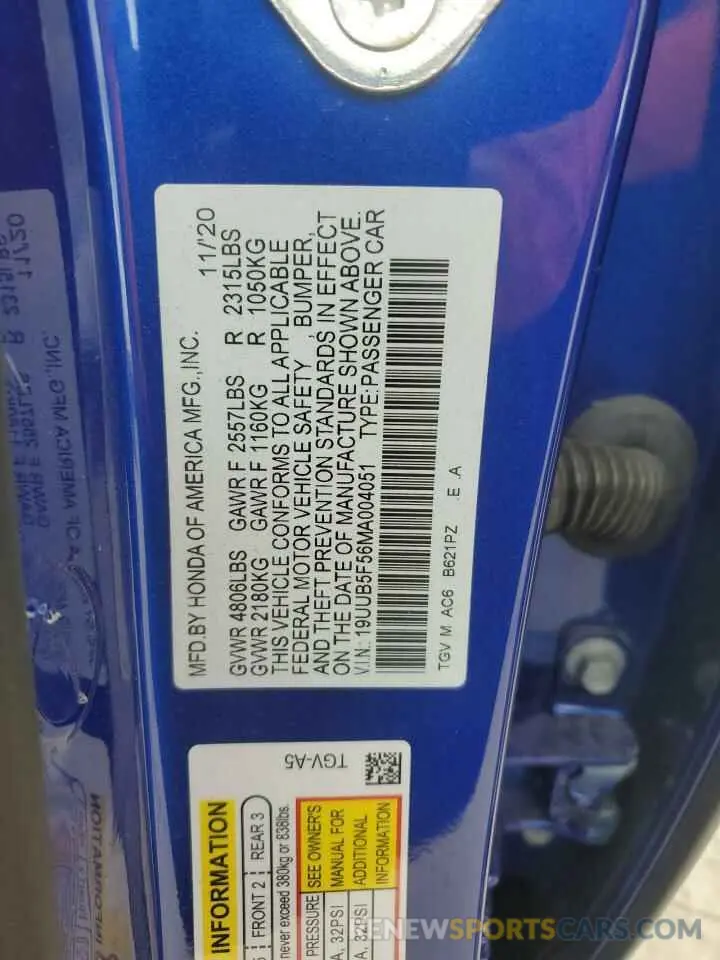 MFD.BY HONDA OF AMERICA MFG.,INC. 11/'20
GVWR 4806LBS GAWR F 2557LBS R 2315LBS
GVWR 2180KG GAWR F 1160KG R 1050KG
THIS VEHICLE CONFORMS TO ALL APPLICABLE
FEDERAL MOTOR VEHICLE SAFETY, BUMPER,
AND THEFT PREVENTION STANDARDS IN EFFECT
ON THE DATE OF MANUFACTURE SHOWN ABOVE.
V.I.N.: 19UUB5F56MA004051 TYPE: PASSENGER CAR
TGV M AC6 B621PZ .E .A
INFORMATION
FRONT 2 REAR 3
never exceed 380kg or 838lbs.
PRESSURE SEE OWNER'S
32PSI MANUAL FOR
32PSI ADDITIONAL
INFORMATION
TGV-A5
RENEWSPORTSCARS.COM